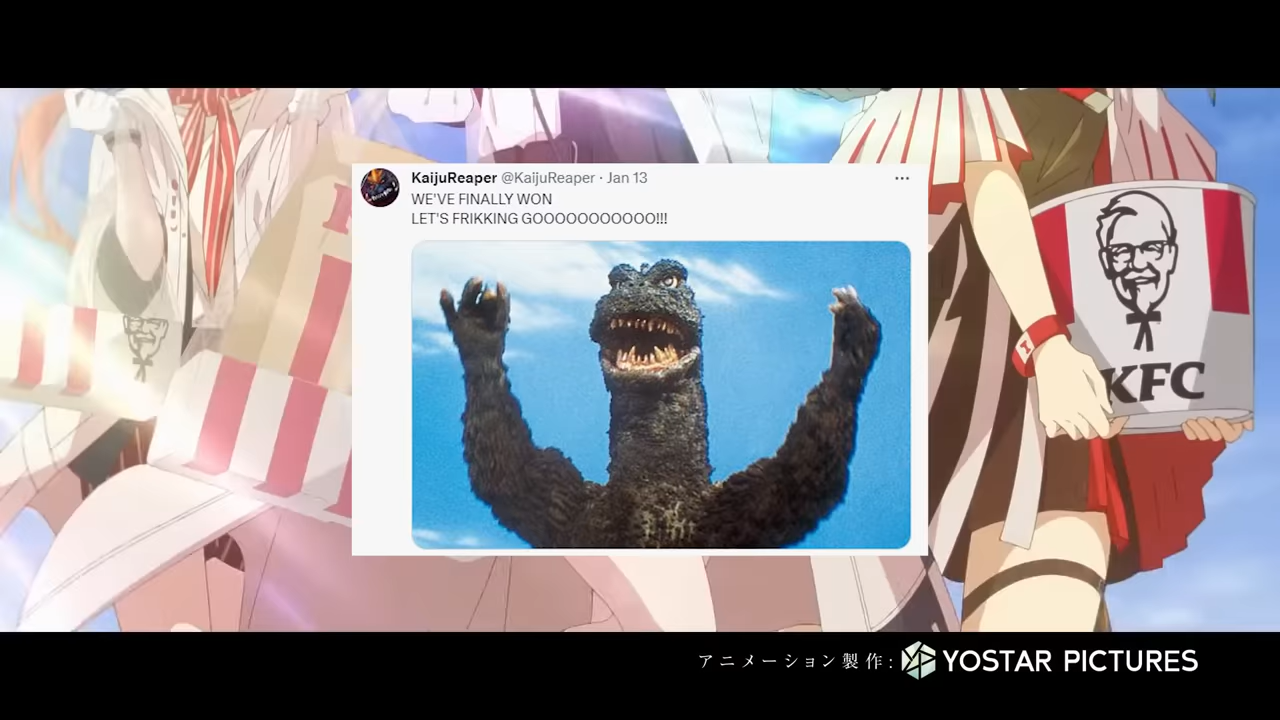 KaijuReaper @KaijuReaper · Jan 13
WE'VE FINALLY WON
LET'S FRIKKING GOOOOOOOOOOO!!!
KFC
アニメーション製作: YOSTAR PICTURES